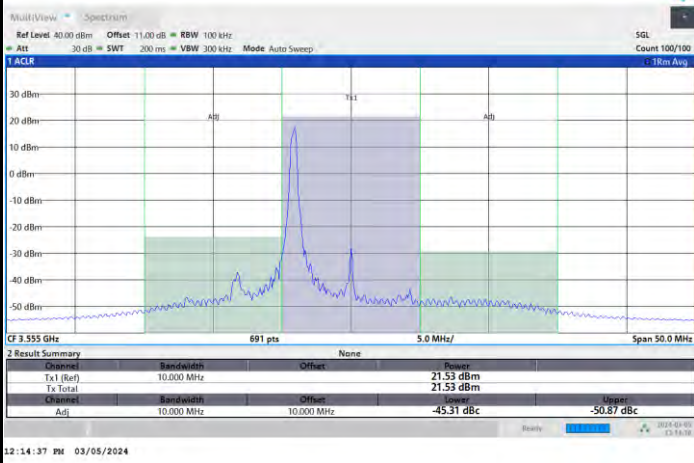 MultiView Spectrum
Ref Level 40.00 dBm Offset 11.00 dB RBW 100 kHz SGL
Att 30 dB SWT 200 ms VBW 300 kHz Mode Auto Sweep Count 100/100
1 ACLR 1Rm Avg
Tx1
30 dBm
Adj Adj
20 dBm
10 dBm
0 dBm
-10 dBm
-20 dBm
-30 dBm
-40 dBm
-50 dBm
CF 3.555 GHz 691 pts 5.0 MHz/ Span 50.0 MHz
2 Result Summary None
Channel Bandwidth Offset Power
Tx1 (Ref) 10.000 MHz 21.53 dBm
Tx Total 21.53 dBm
Channel Bandwidth Offset Lower Upper
Adj 10.000 MHz 10.000 MHz -45.31 dBc -50.87 dBc
Ready
12:14:37 PM 03/05/2024